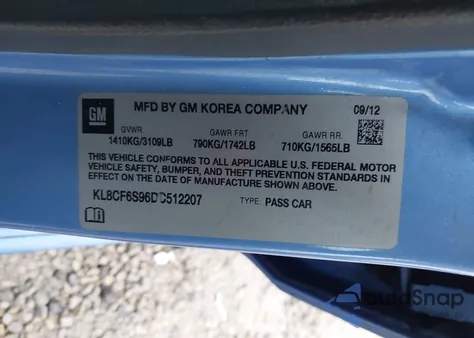 GM
MFD BY GM KOREA COMPANY 09/12
GVWR GAWR FRT GAWR RR.
1410KG/3109LB 790KG/1742LB 710KG/1565LB
THIS VEHICLE CONFORMS TO ALL APPLICABLE U.S. FEDERAL MOTOR
VEHICLE SAFETY, BUMPER, AND THEFT PREVENTION STANDARDS IN
EFFECT ON THE DATE OF MANUFACTURE SHOWN ABOVE.
KL8CF6S96DC512207 TYPE: PASS CAR
AutoSnap